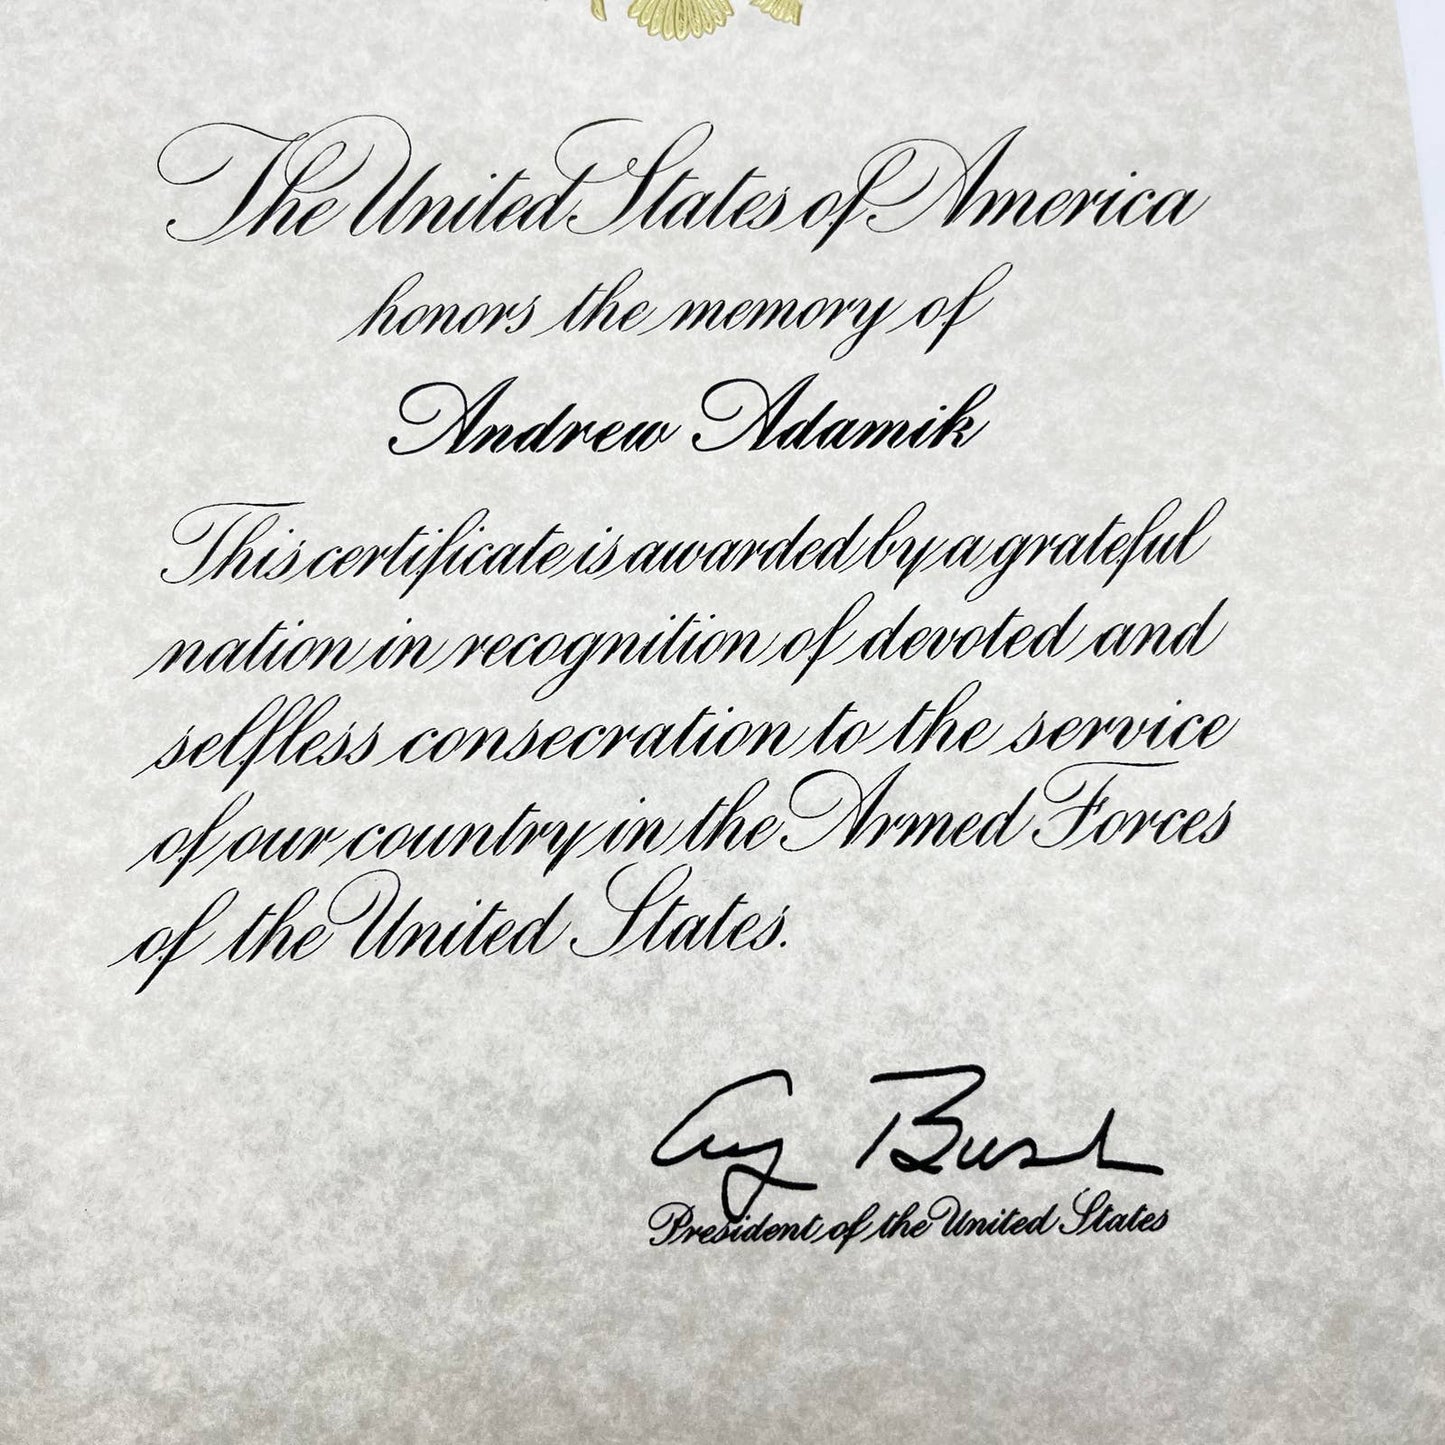 The United States of America
honors the memory of
Andrew Adamik
This certificate is awarded by a grateful
nation in recognition of devoted and
selfless consecration to the service
of our country in the Armed Forces
of the United States.
Bush
President of the United States